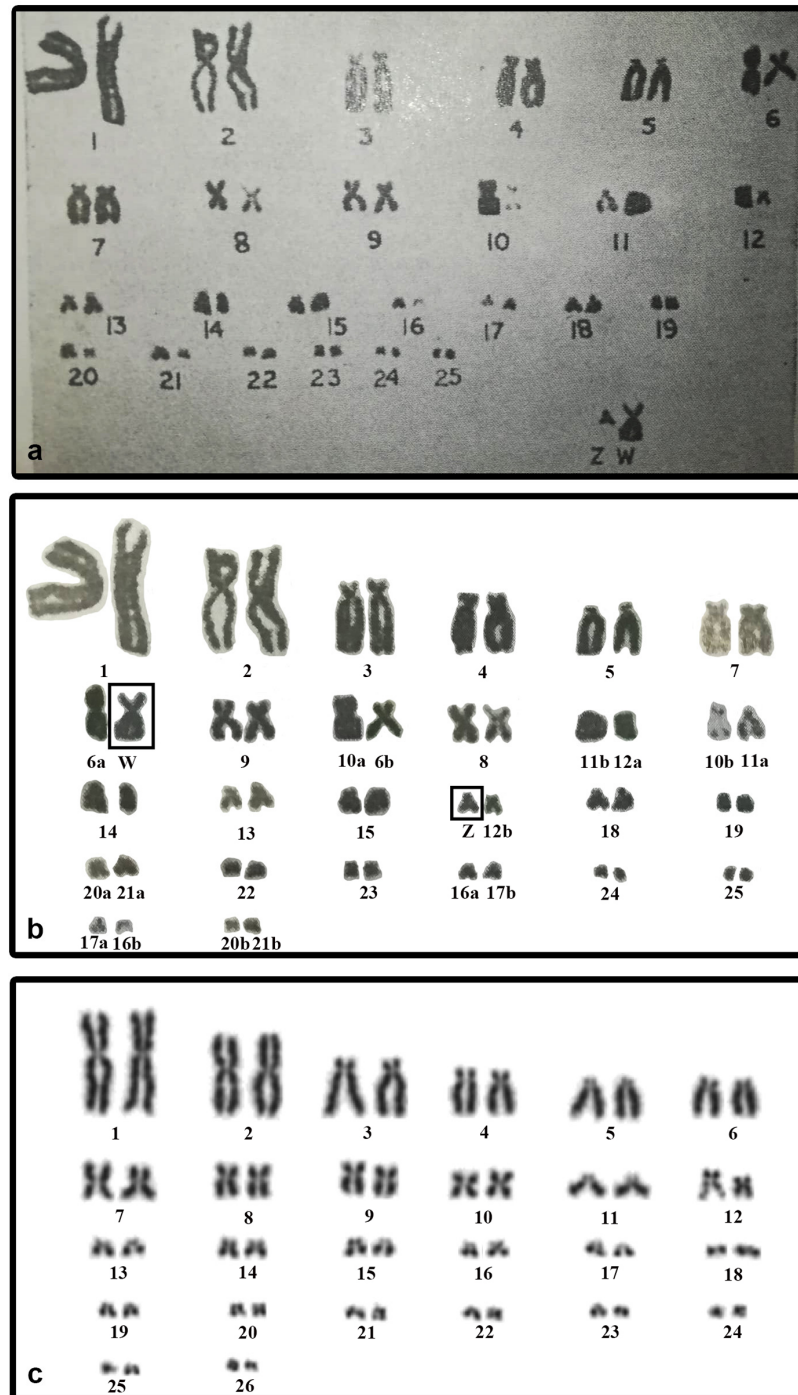 1 2 3 4 5 6
7 8 9 10 11 12
13 14 15 16 17 18 19
20 21 22 23 24 25
a Z W
1 2 3 4 5 7
6a W 9 10a 6b 8 11b 12a 10b 11a
14 13 15 Z 12b 18 19
20a 21a 22 23 16a 17b 24 25
b 17a 16b 20b 21b
1 2 3 4 5 6
7 8 9 10 11 12
13 14 15 16 17 18
19 20 21 22 23 24
c 25 26